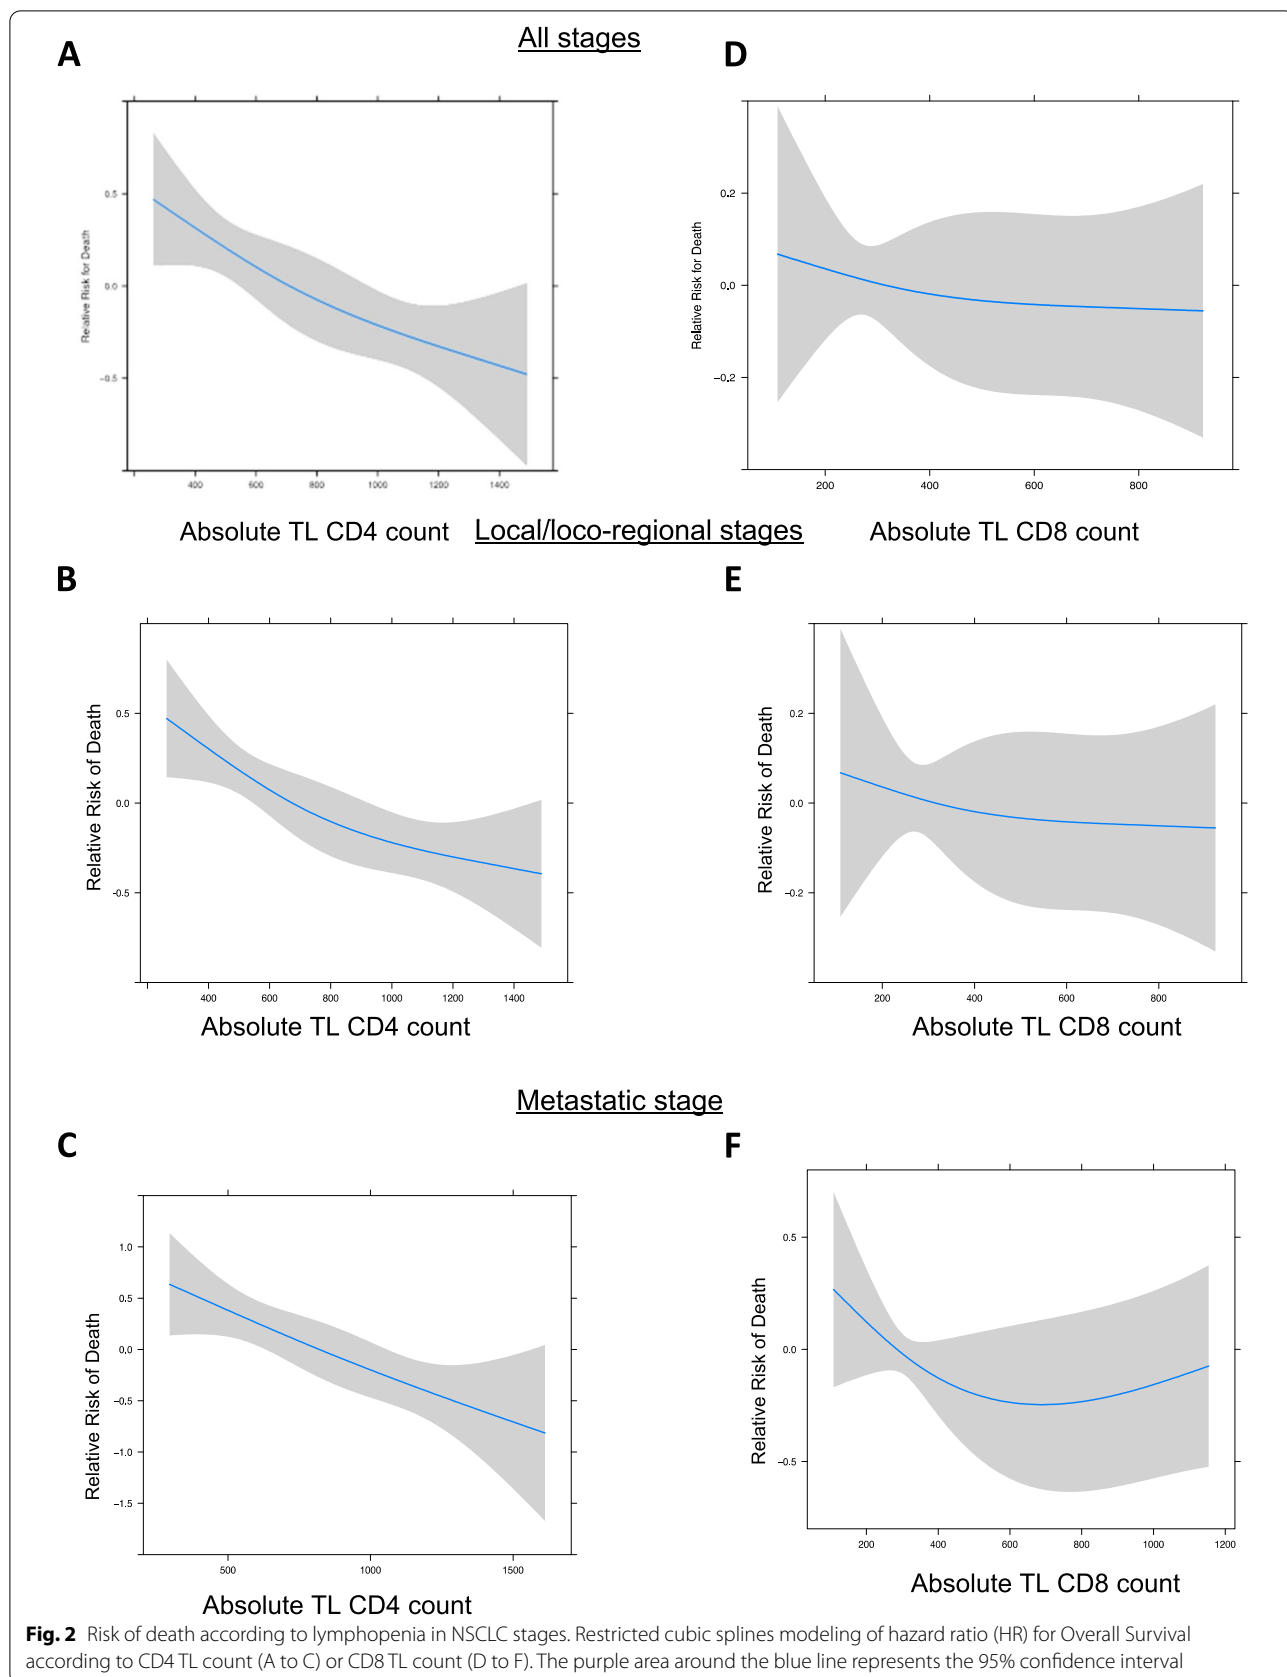 All stages
A
D
0.5
0.0
−0.5
Relative Risk for Death
400 600 800 1000 1200 1400
Absolute TL CD4 count
0.2
0.0
−0.2
Relative Risk for Death
200 400 600 800
Absolute TL CD8 count
Local/loco-regional stages
B
E
0.5
0.0
−0.5
Relative Risk of Death
400 600 800 1000 1200 1400
Absolute TL CD4 count
0.2
0.0
−0.2
Relative Risk of Death
200 400 600 800
Absolute TL CD8 count
Metastatic stage
C
F
1.0
0.5
0.0
−0.5
−1.0
−1.5
Relative Risk of Death
500 1000 1500
Absolute TL CD4 count
0.5
0.0
−0.5
Relative Risk of Death
200 400 600 800 1000 1200
Absolute TL CD8 count
Fig. 2 Risk of death according to lymphopenia in NSCLC stages. Restricted cubic splines modeling of hazard ratio (HR) for Overall Survival
according to CD4 TL count (A to C) or CD8 TL count (D to F). The purple area around the blue line represents the 95% confidence interval